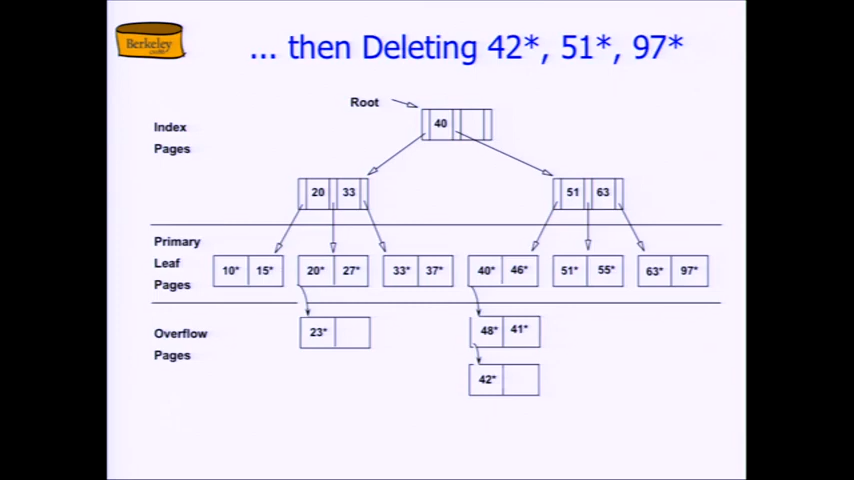 Berkeley
... then Deleting 42*, 51*, 97*
Root
40
Index
Pages
20 33 51 63
Primary
Leaf
Pages
10* 15* 20* 27* 33* 37* 40* 46* 51* 55* 63* 97*
Overflow
Pages
23* 48* 41*
42*